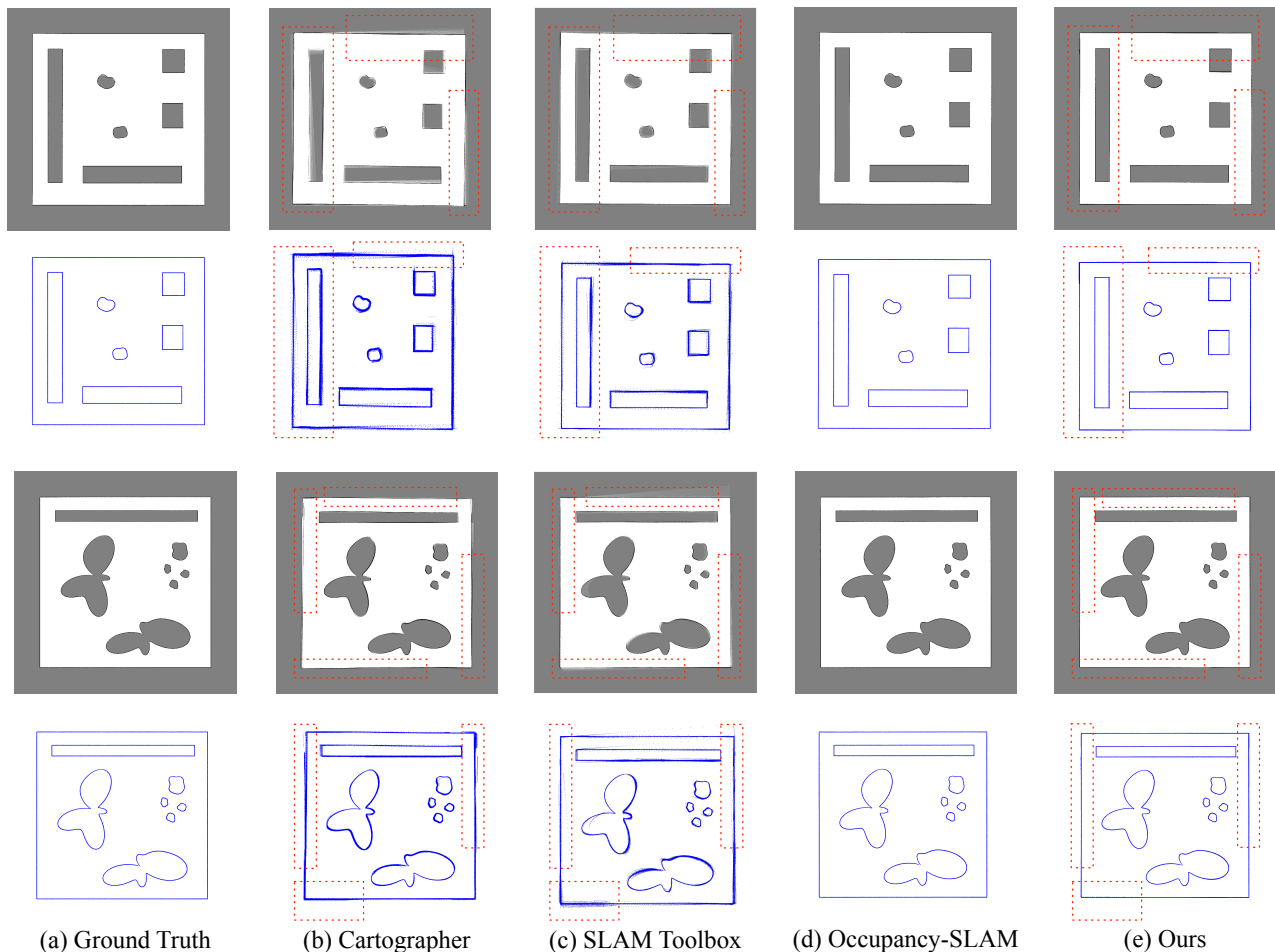 (a) Ground Truth
(b) Cartographer
(c) SLAM Toolbox
(d) Occupancy-SLAM
(e) Ours